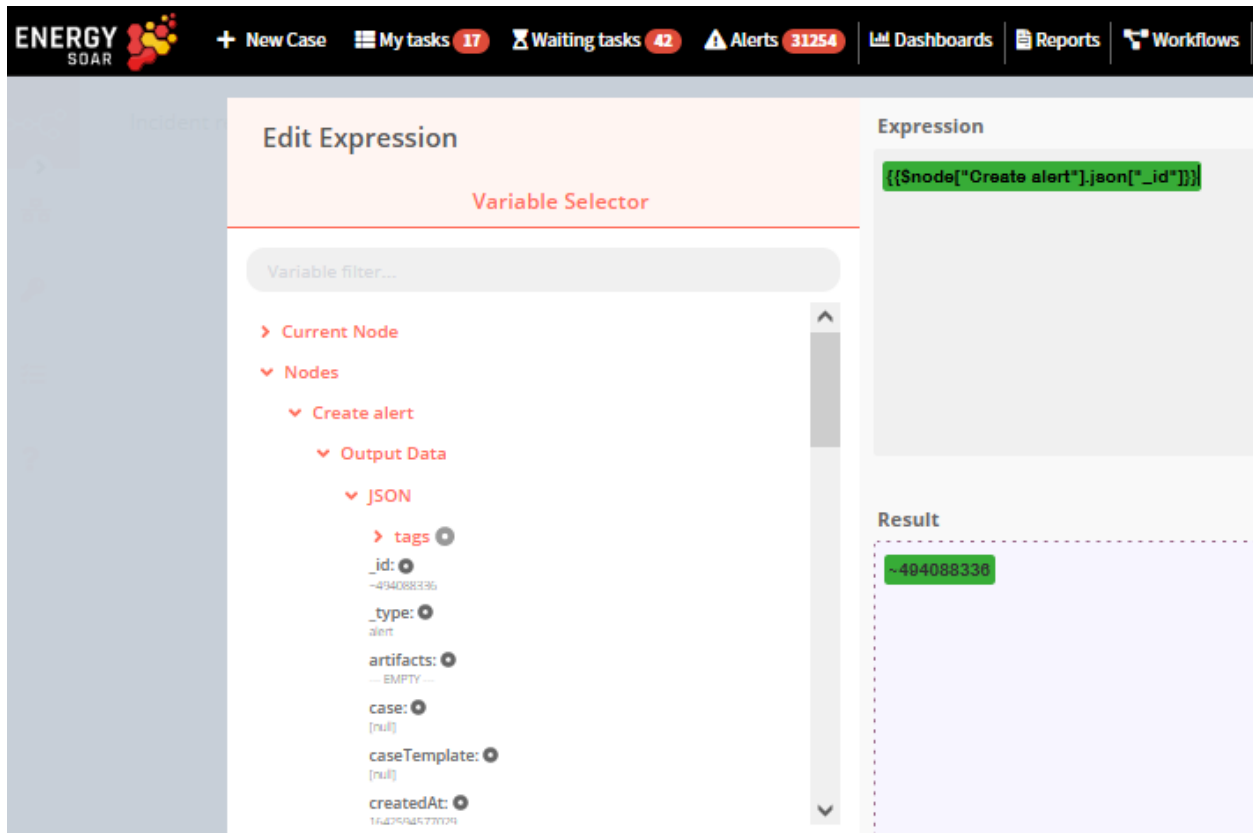 ENERGY
SOAR
+ New Case My tasks 17 Waiting tasks 42 Alerts 31254 Dashboards Reports Workflows
Incident
Edit Expression
Variable Selector
Variable filter...
Current Node
Nodes
Create alert
Output Data
JSON
tags
_id:
~494088336
_type:
alert
artifacts:
--- EMPTY ---
case:
[null]
caseTemplate:
[null]
createdAt:
1642594577029
Expression
{{$node["Create alert"].json["_id"]}}
Result
~494088336